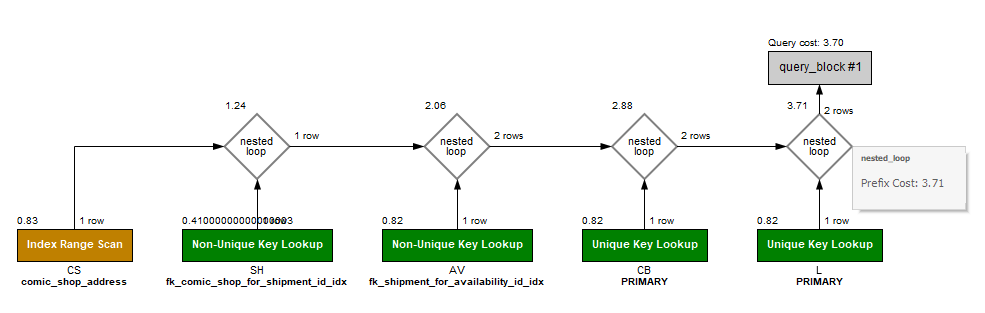 Query cost: 3.70
query_block #1
1.24
2.06
2.88
3.71
2 rows
nested
loop
1 row
nested
loop
2 rows
nested
loop
2 rows
nested
loop
nested_loop
Prefix Cost: 3.71
0.83
1 row
0.82
1 row
0.82
1 row
0.82
1 row
Index Range Scan
Non-Unique Key Lookup
Non-Unique Key Lookup
Unique Key Lookup
Unique Key Lookup
CS
SH
AV
CB
L
comic_shop_address
fk_comic_shop_for_shipment_id_idx
fk_shipment_for_availability_id_idx
PRIMARY
PRIMARY